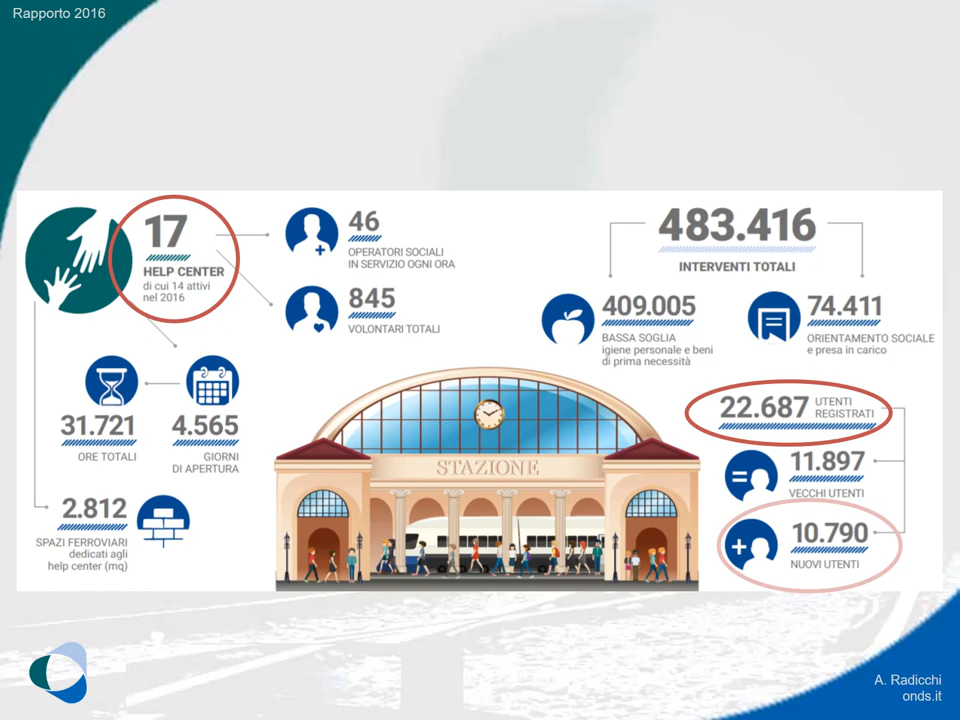 Rapporto 2016
17
HELP CENTER
di cui 14 attivi
nel 2016
46
OPERATORI SOCIALI
IN SERVIZIO OGNI ORA
845
VOLONTARI TOTALI
483.416
INTERVENTI TOTALI
409.005
BASSA SOGLIA
igiene personale e beni
di prima necessità
74.411
ORIENTAMENTO SOCIALE
e presa in carico
31.721
ORE TOTALI
4.565
GIORNI
DI APERTURA
2.812
SPAZI FERROVIARI
dedicati agli
help center (mq)
STAZIONE
22.687
UTENTI
REGISTRATI
11.897
VECCHI UTENTI
10.790
NUOVI UTENTI
A. Radicchi
onds.it